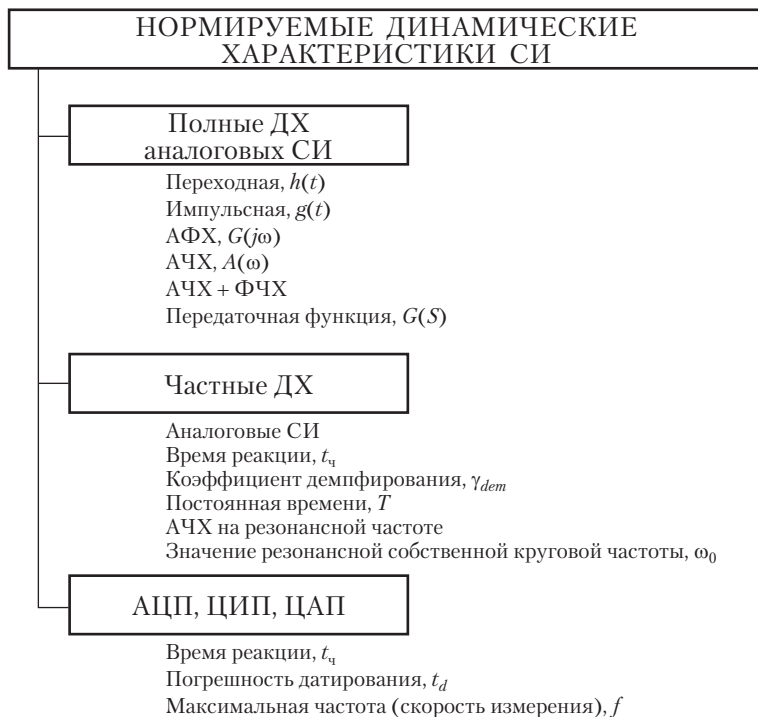 НОРМИРУЕМЫЕ ДИНАМИЧЕСКИЕ
ХАРАКТЕРИСТИКИ СИ
Полные ДХ
аналоговых СИ
Переходная, h(t)
Импульсная, g(t)
АФХ, G(jω)
АЧХ, A(ω)
АЧХ + ФЧХ
Передаточная функция, G(S)
Частные ДХ
Аналоговые СИ
Время реакции, tч
Коэффициент демпфирования, γdem
Постоянная времени, T
АЧХ на резонансной частоте
Значение резонансной собственной круговой частоты, ω0
АЦП, ЦИП, ЦАП
Время реакции, tч
Погрешность датирования, td
Максимальная частота (скорость измерения), f